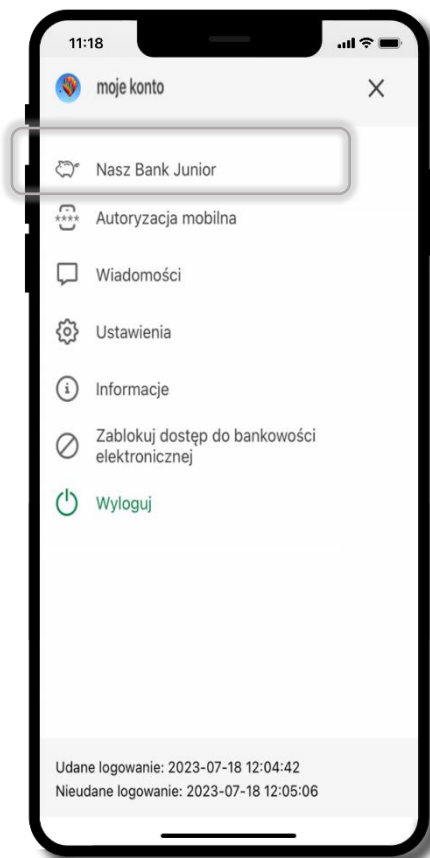 11:18
moje konto
Nasz Bank Junior
Autoryzacja mobilna
Wiadomości
Ustawienia
Informacje
Zablokuj dostęp do bankowości
elektronicznej
Wyloguj
Udane logowanie: 2023-07-18 12:04:42
Nieudane logowanie: 2023-07-18 12:05:06